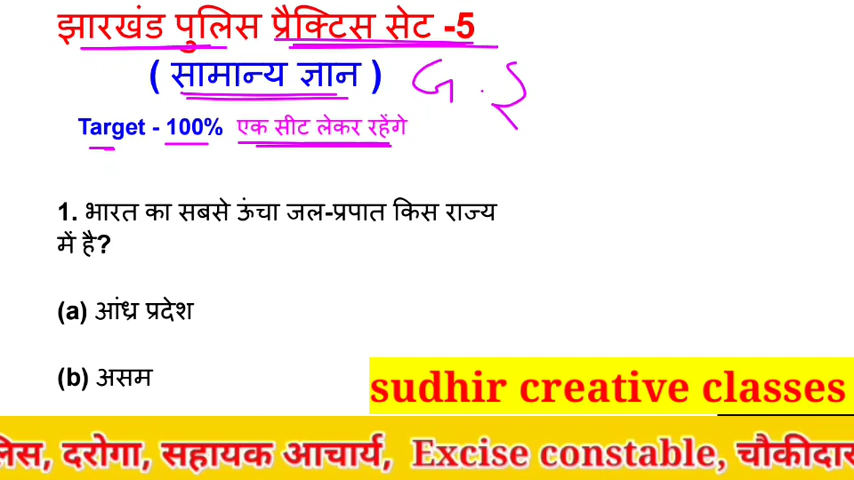 झारखंड पुलिस प्रैक्टिस सेट -5
( सामान्य ज्ञान )
Target - 100% एक सीट लेकर रहेंगे
1. भारत का सबसे ऊंचा जल-प्रपात किस राज्य
में है?
(a) आंध्र प्रदेश
(b) असम
sudhir creative classes
दरोगा, सहायक आचार्य, Excise constable,